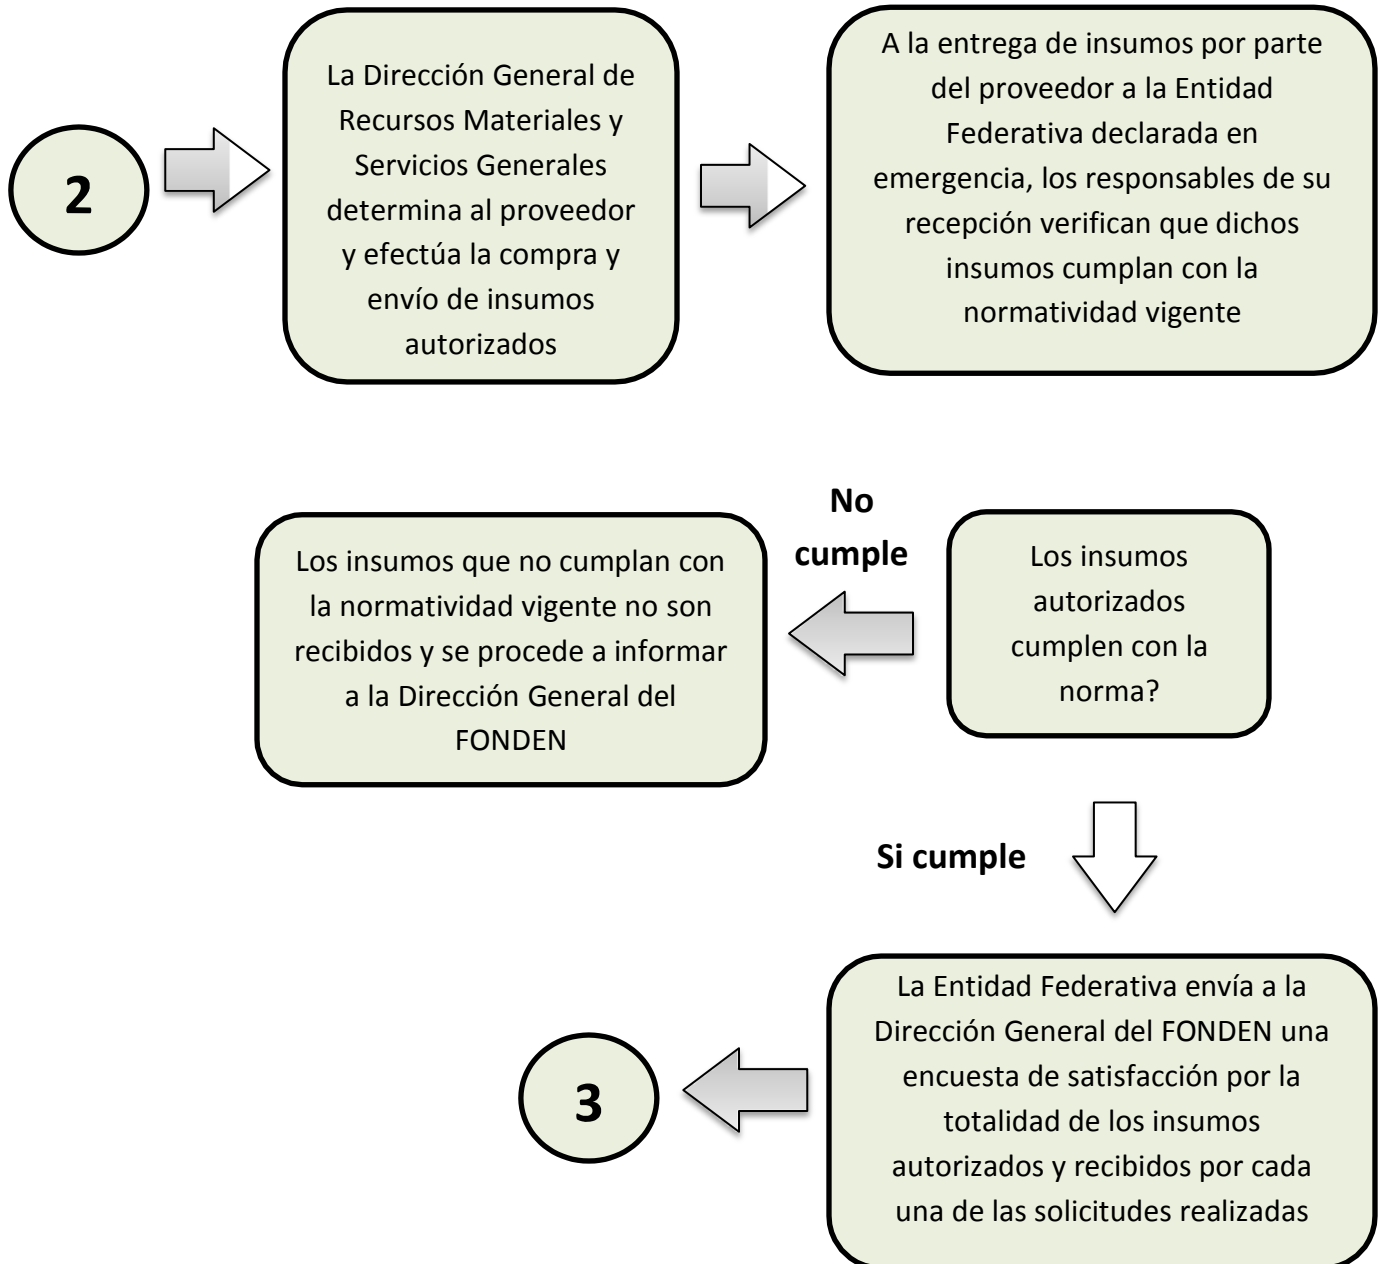 2
La Dirección General de
Recursos Materiales y
Servicios Generales
determina al proveedor
y efectúa la compra y
envío de insumos
autorizados
A la entrega de insumos por parte
del proveedor a la Entidad
Federativa declarada en
emergencia, los responsables de su
recepción verifican que dichos
insumos cumplan con la
normatividad vigente
Los insumos
autorizados
cumplen con la
norma?
No
cumple
Los insumos que no cumplan con
la normatividad vigente no son
recibidos y se procede a informar
a la Dirección General del
FONDEN
Si cumple
La Entidad Federativa envía a la
Dirección General del FONDEN una
encuesta de satisfacción por la
totalidad de los insumos
autorizados y recibidos por cada
una de las solicitudes realizadas
3